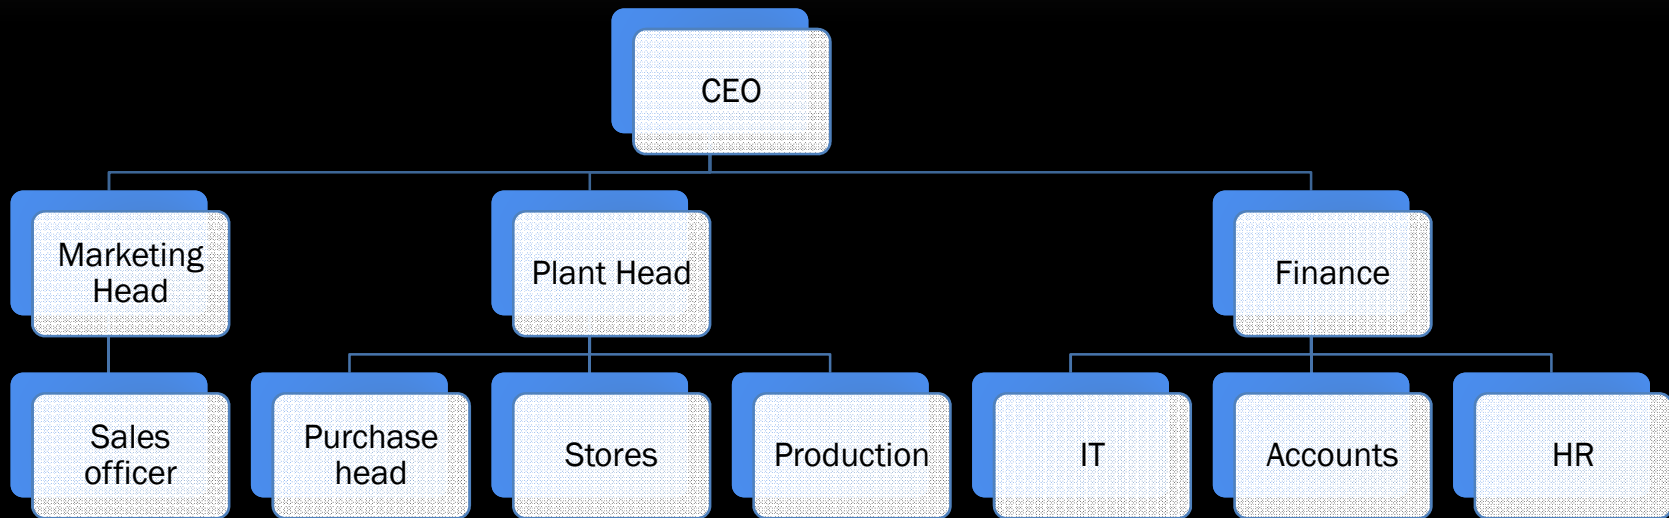 CEO
Marketing
Head
Plant Head
Finance
Sales
officer
Purchase
head
Stores
Production
IT
Accounts
HR